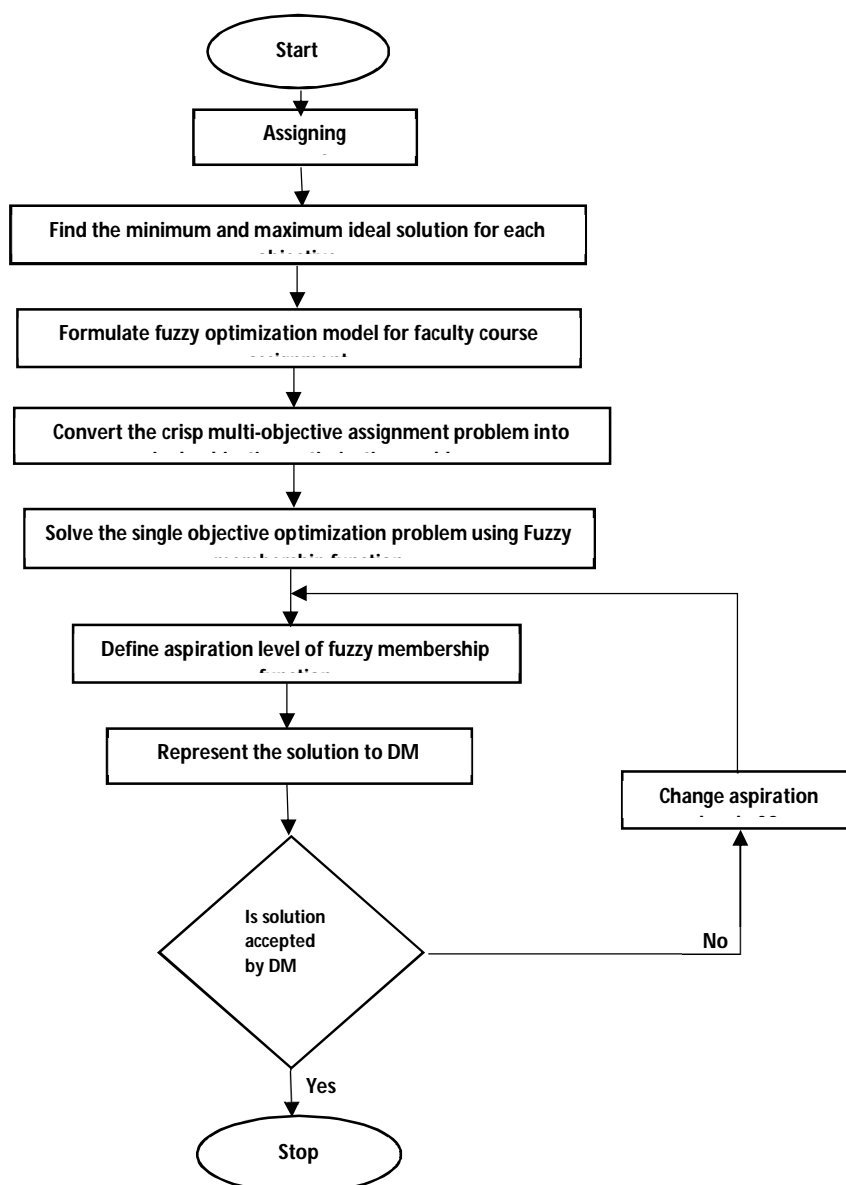 Start
Assigning
Find the minimum and maximum ideal solution for each
Formulate fuzzy optimization model for faculty course
Convert the crisp multi-objective assignment problem into
Solve the single objective optimization problem using Fuzzy
Define aspiration level of fuzzy membership
Represent the solution to DM
Change aspiration
Is solution
accepted
by DM
No
Yes
Stop